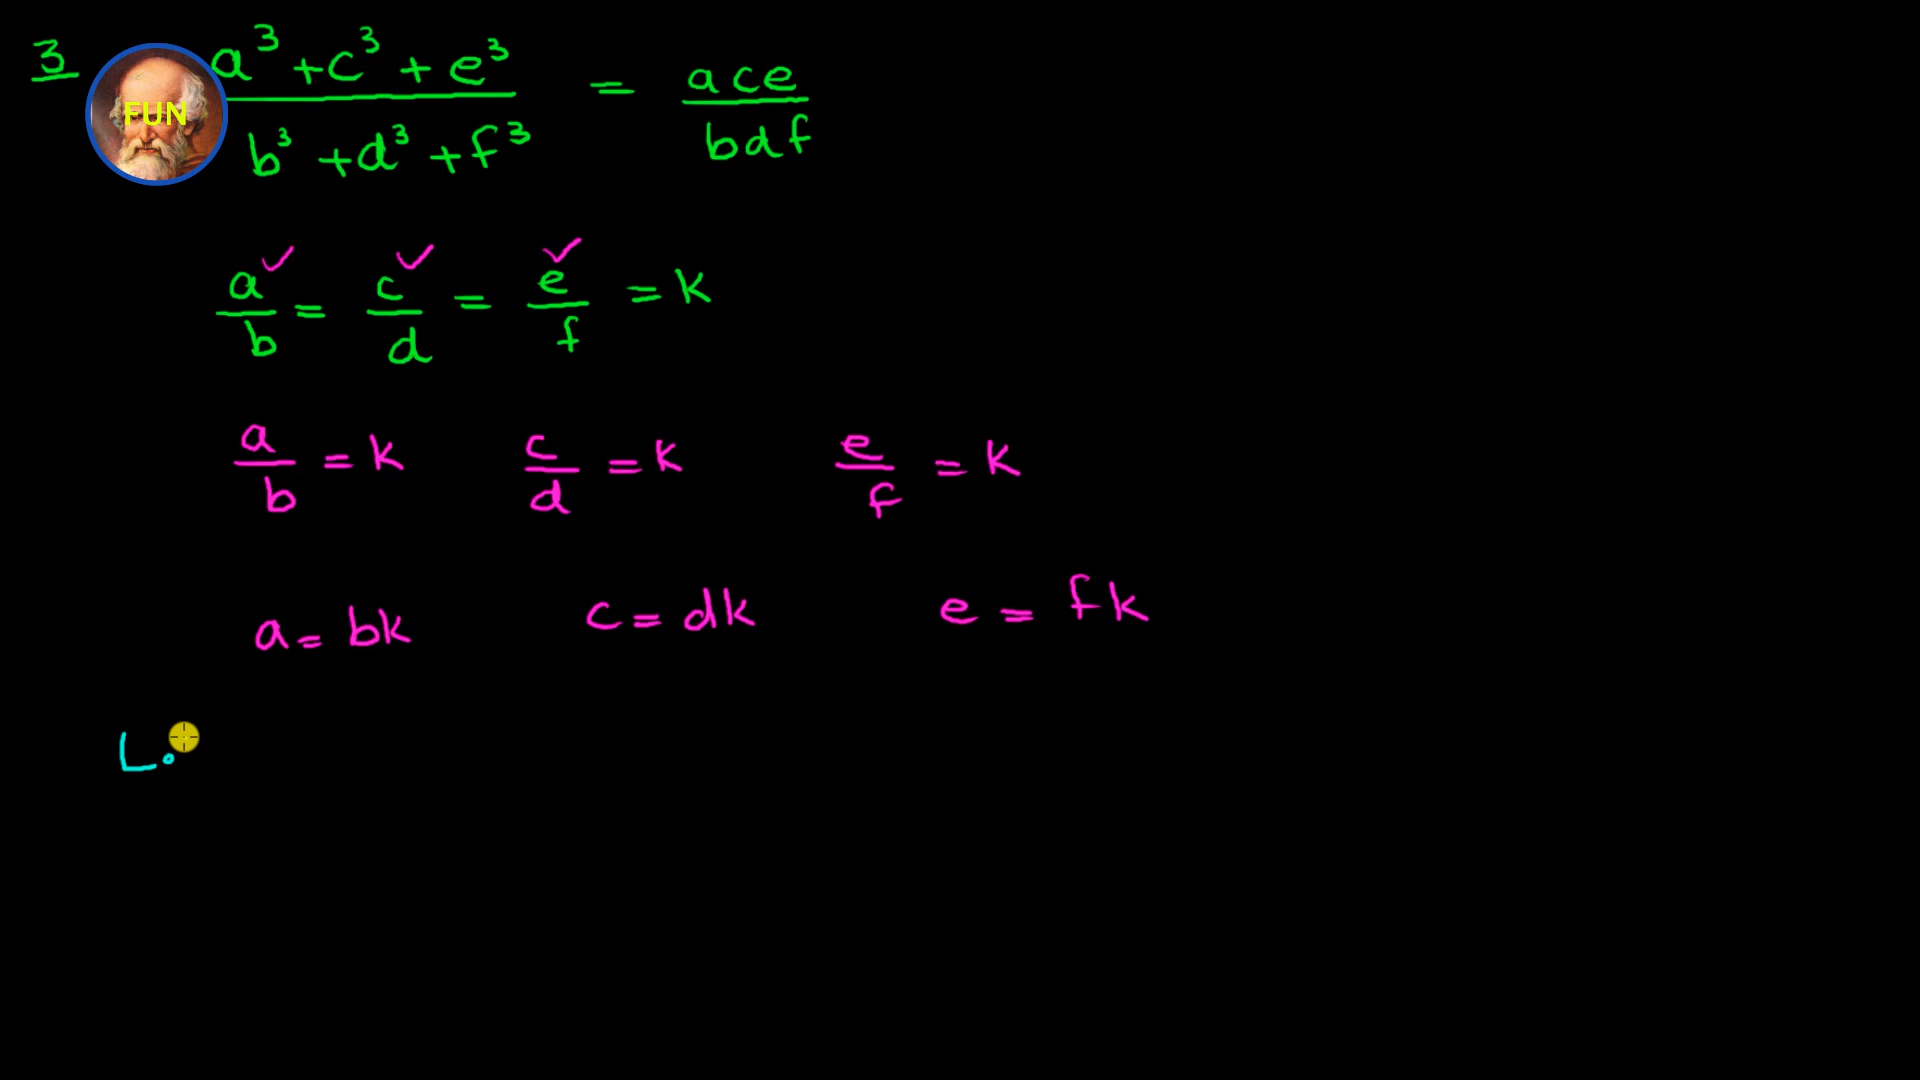 3 a³ + c³ + e³ / b³ + d³ + f³ = ace / bdf
FUN
a/b = c/d = e/f = k
a/b = k c/d = k e/f = k
a = bk c = dk e = fk
L.